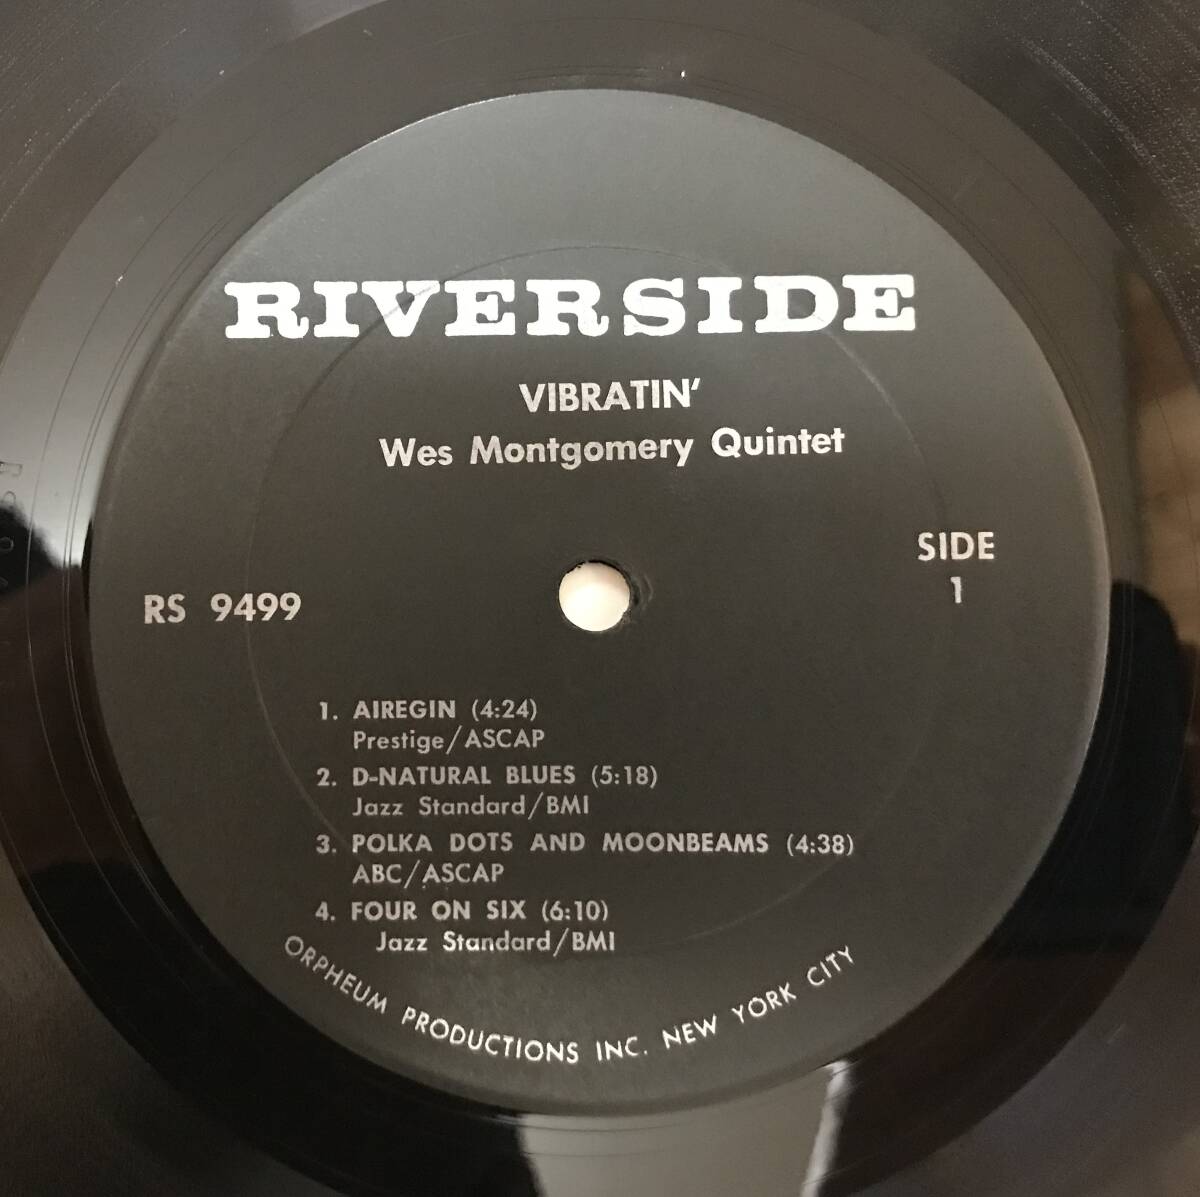 RIVERSIDE
VIBRATIN'
Wes Montgomery Quintet
SIDE
1
RS 9499
1. AIREGIN (4:24)
Prestige/ASCAP
2. D-NATURAL BLUES (5:18)
Jazz Standard/BMI
3. POLKA DOTS AND MOONBEAMS (4:38)
ABC/ASCAP
4. FOUR ON SIX (6:10)
Jazz Standard/BMI
ORPHEUM PRODUCTIONS INC. NEW YORK CITY